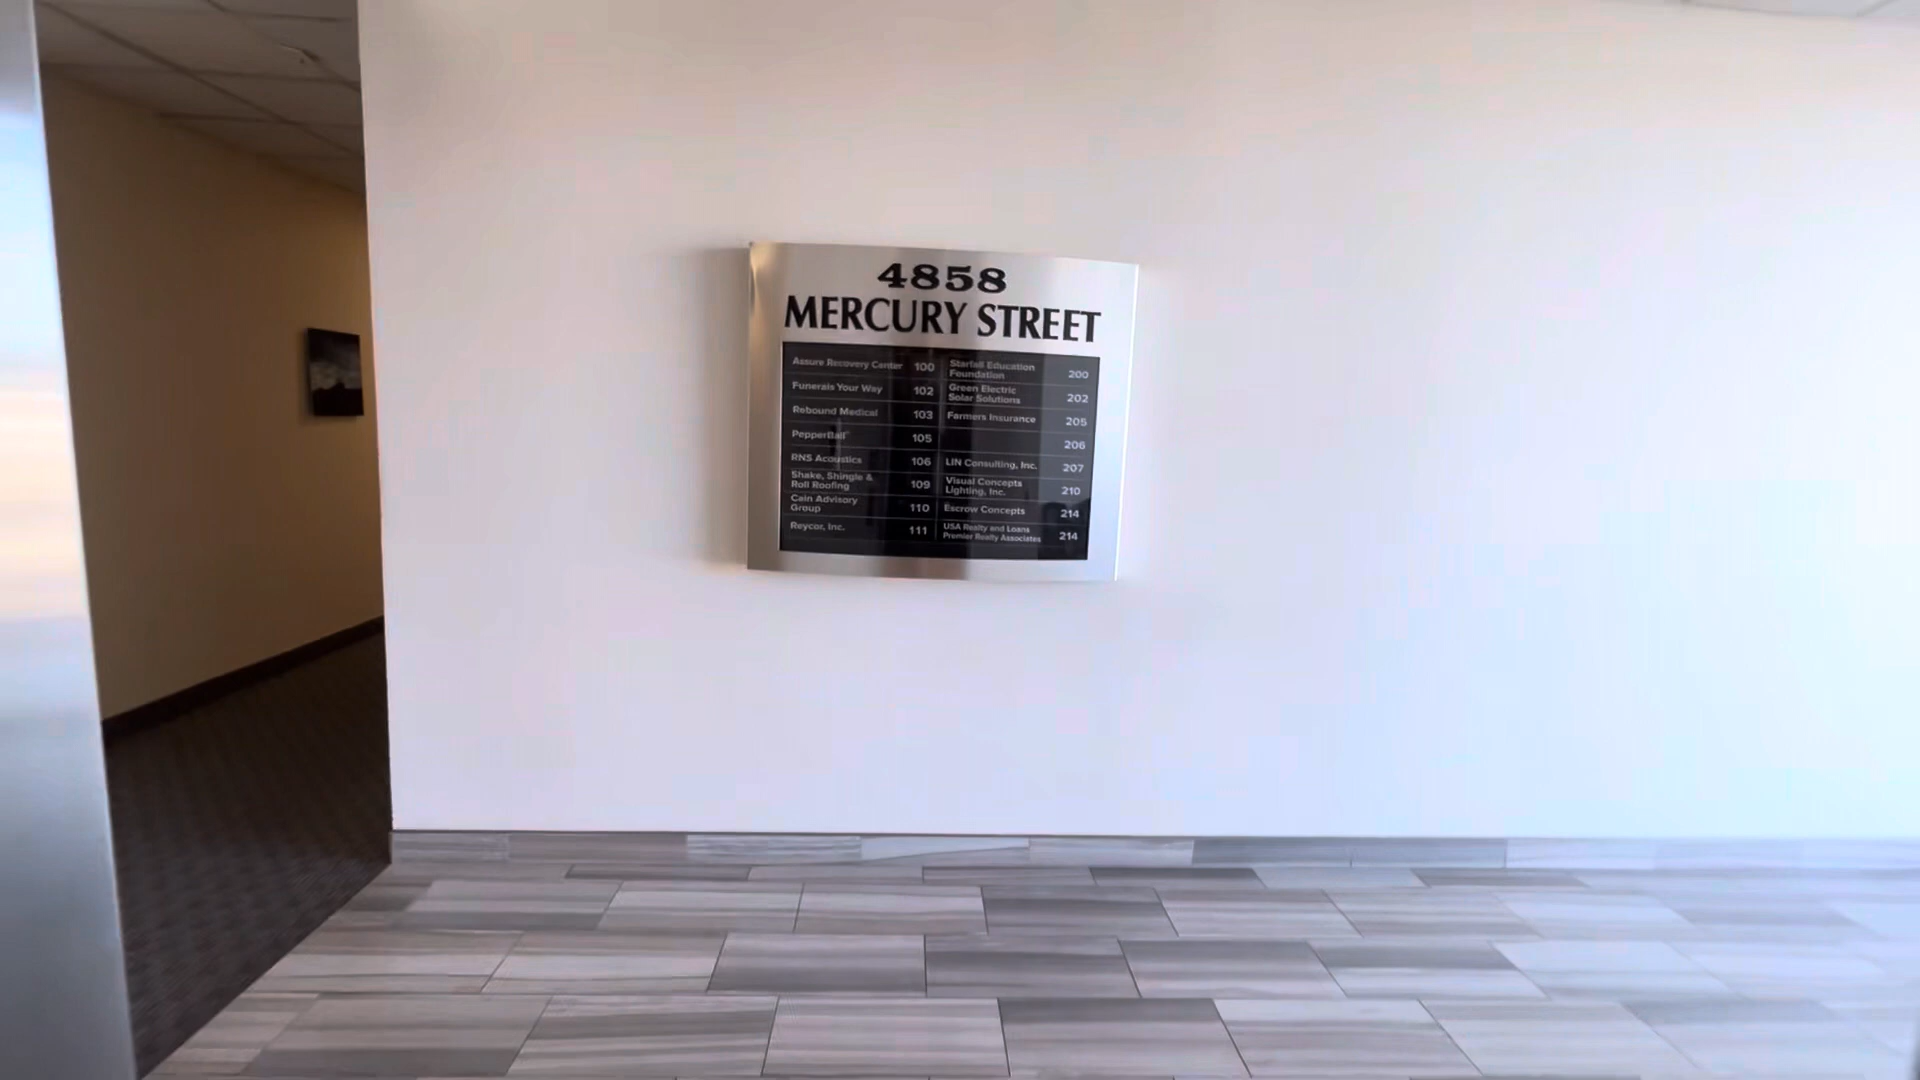 4858
MERCURY STREET
Assure Recovery Center 100
Funerals Your Way 102
Rebound Medical 103
PepperBall 105
RNS Acoustics 106
Shake, Shingle &
Roll Roofing 109
Cain Advisory
Group 110
Reycor, Inc. 111
Starfall Education
Foundation 200
Green Electric
Solar Solutions 202
Farmers Insurance 205
206
LIN Consulting, Inc. 207
Visual Concepts
Lighting, Inc. 210
Escrow Concepts 214
USA Realty and Loans
Premier Realty Associates 214